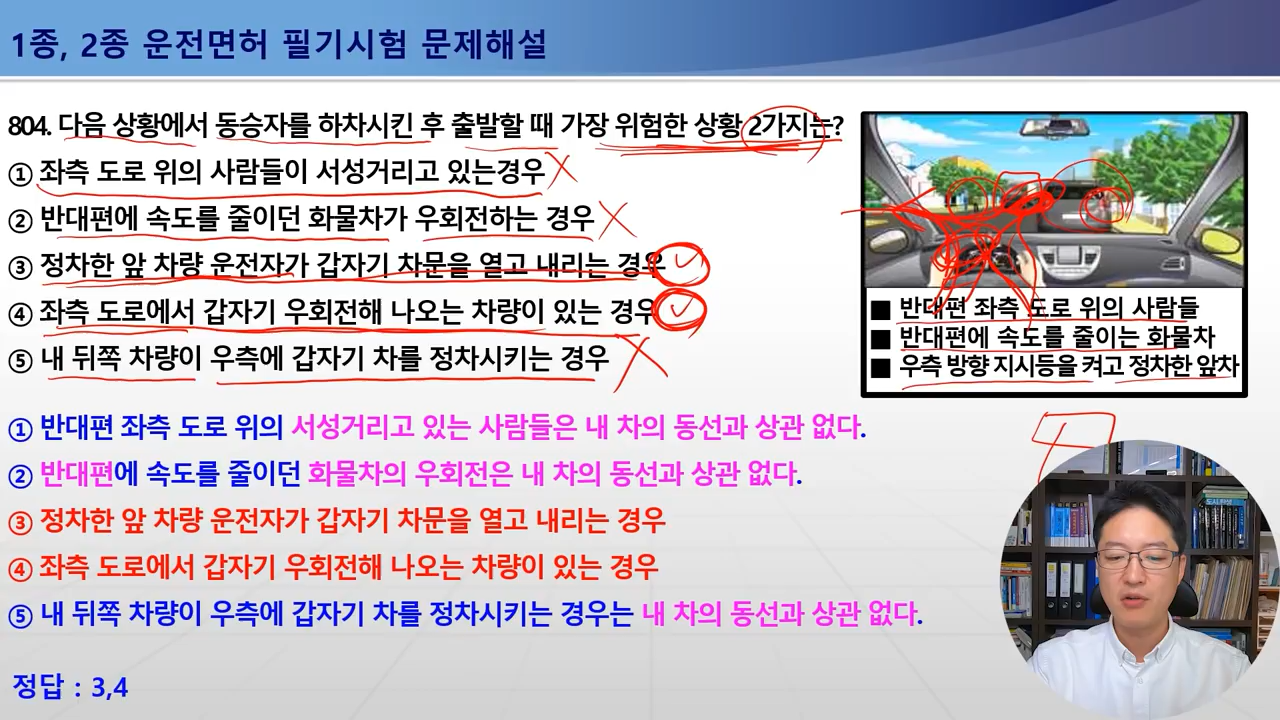 1종, 2종 운전면허 필기시험 문제해설
804. 다음 상황에서 동승자를 하차시킨 후 출발할 때 가장 위험한 상황 2가지는?
① 좌측 도로 위의 사람들이 서성거리고 있는경우
② 반대편에 속도를 줄이던 화물차가 우회전하는 경우
③ 정차한 앞 차량 운전자가 갑자기 차문을 열고 내리는 경우
④ 좌측 도로에서 갑자기 우회전해 나오는 차량이 있는 경우
⑤ 내 뒤쪽 차량이 우측에 갑자기 차를 정차시키는 경우
■ 반대편 좌측 도로 위의 사람들
■ 반대편에 속도를 줄이는 화물차
■ 우측 방향 지시등을 켜고 정차한 앞차
① 반대편 좌측 도로 위의 서성거리고 있는 사람들은 내 차의 동선과 상관 없다.
② 반대편에 속도를 줄이던 화물차의 우회전은 내 차의 동선과 상관 없다.
③ 정차한 앞 차량 운전자가 갑자기 차문을 열고 내리는 경우
④ 좌측 도로에서 갑자기 우회전해 나오는 차량이 있는 경우
⑤ 내 뒤쪽 차량이 우측에 갑자기 차를 정차시키는 경우는 내 차의 동선과 상관 없다.
정답 : 3,4